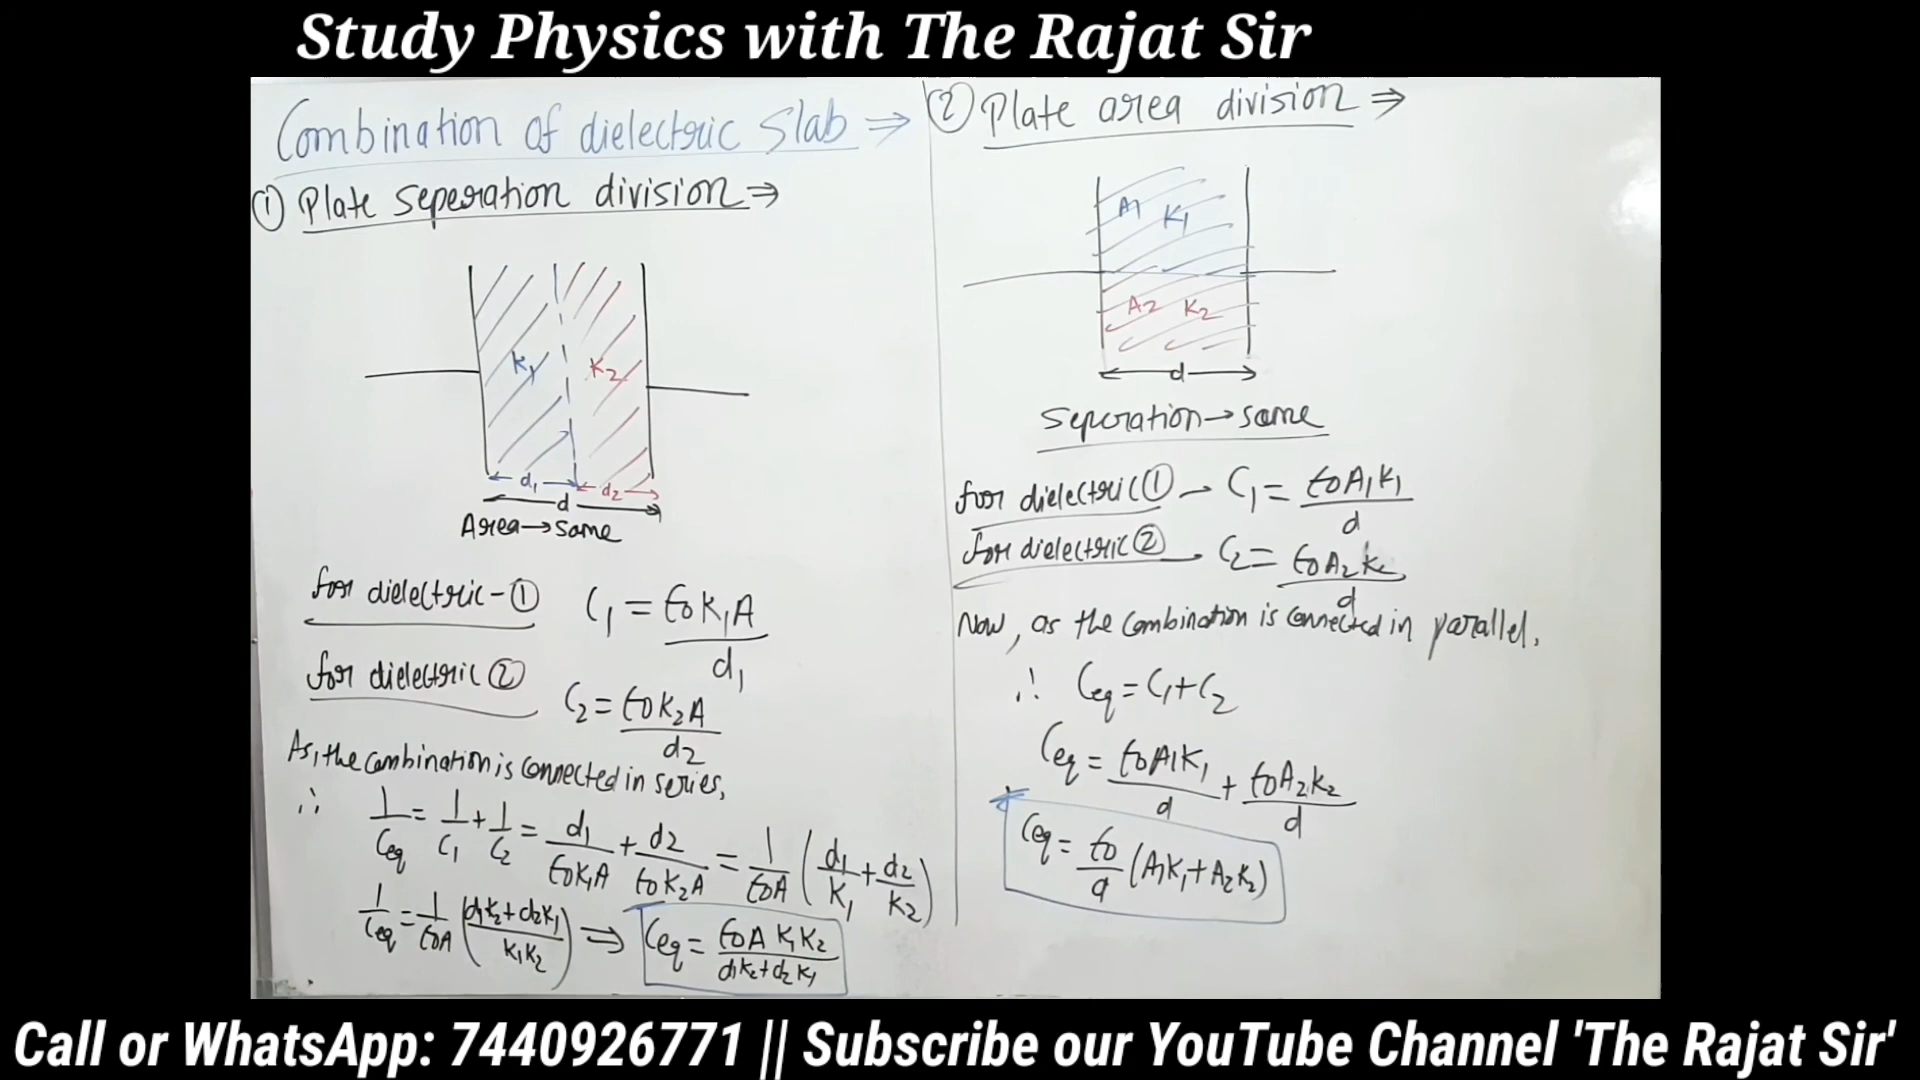 Study Physics with The Rajat Sir
Combination of dielectric Slab ⇒
① Plate seperation division ⇒
K1 K2
d1 d2
d
Area → same
for dielectric - ① C1 = ε0K1A/d1
for dielectric ② C2 = ε0K2A/d2
As, the combination is connected in series,
∴ 1/Ceq = 1/C1 + 1/C2 = d1/ε0K1A + d2/ε0K2A = 1/ε0A (d1/K1 + d2/K2)
1/Ceq = 1/ε0A (d1K2+d2K1/K1K2) ⇒ Ceq = ε0A K1K2/d1K2+d2K1
② Plate area division ⇒
A1 K1
A2 K2
d
Seperation → same
for dielectric ① → C1 = ε0A1K1/d
for dielectric ② → C2 = ε0A2K2/d
Now, as the combination is connected in parallel,
∴ Ceq = C1+C2
Ceq = ε0A1K1/d + ε0A2K2/d
Ceq = ε0/d (A1K1+A2K2)
Call or WhatsApp: 7440926771 || Subscribe our YouTube Channel 'The Rajat Sir'